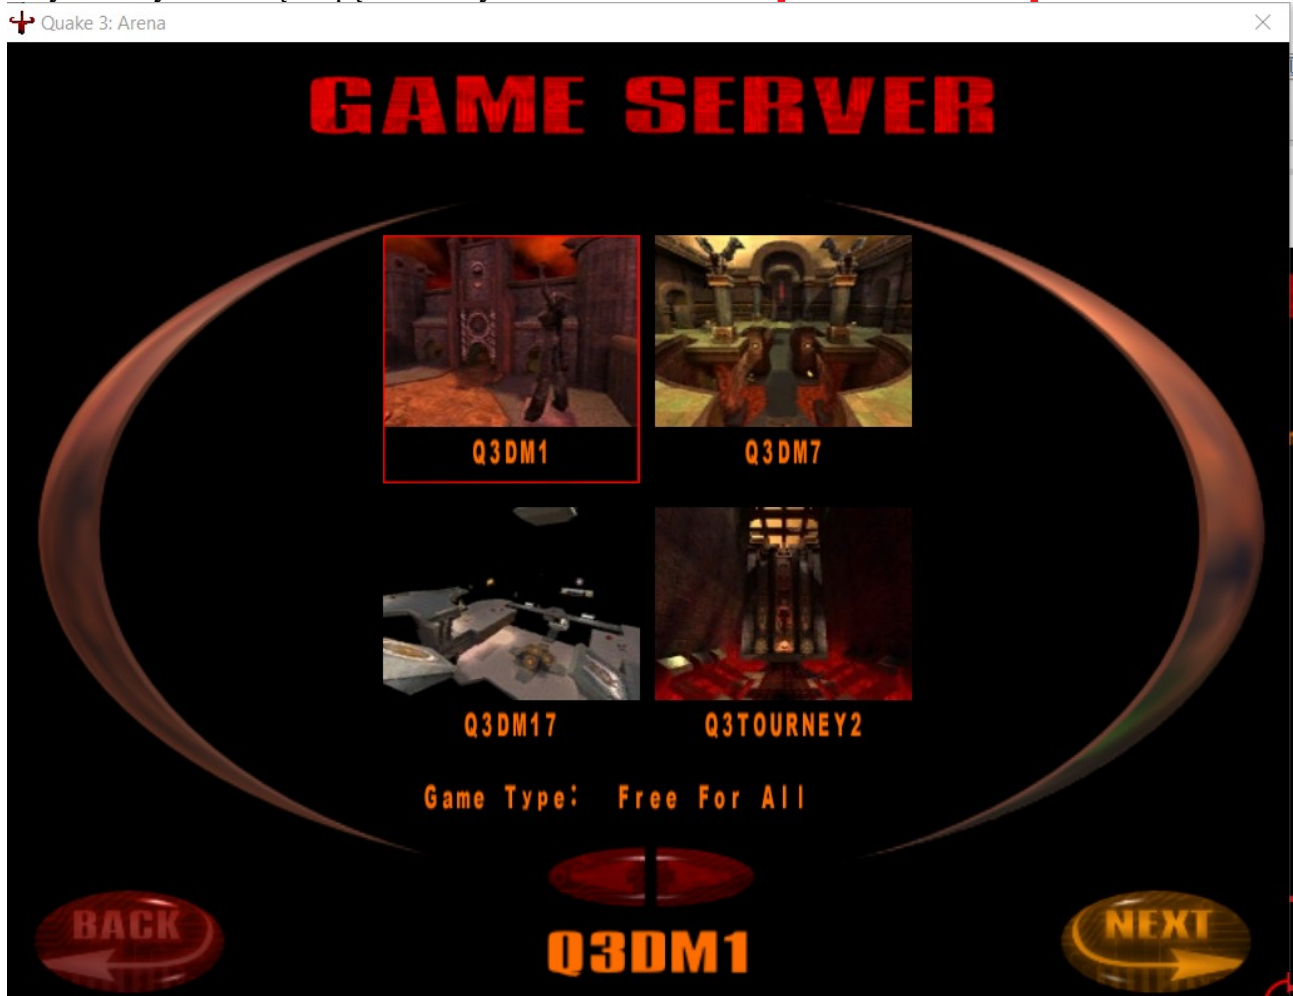 Quake 3: Arena
GAME SERVER
Q3DM1 Q3DM7
Q3DM17 Q3TOURNEY2
Game Type: Free For All
BACK NEXT
Q3DM1